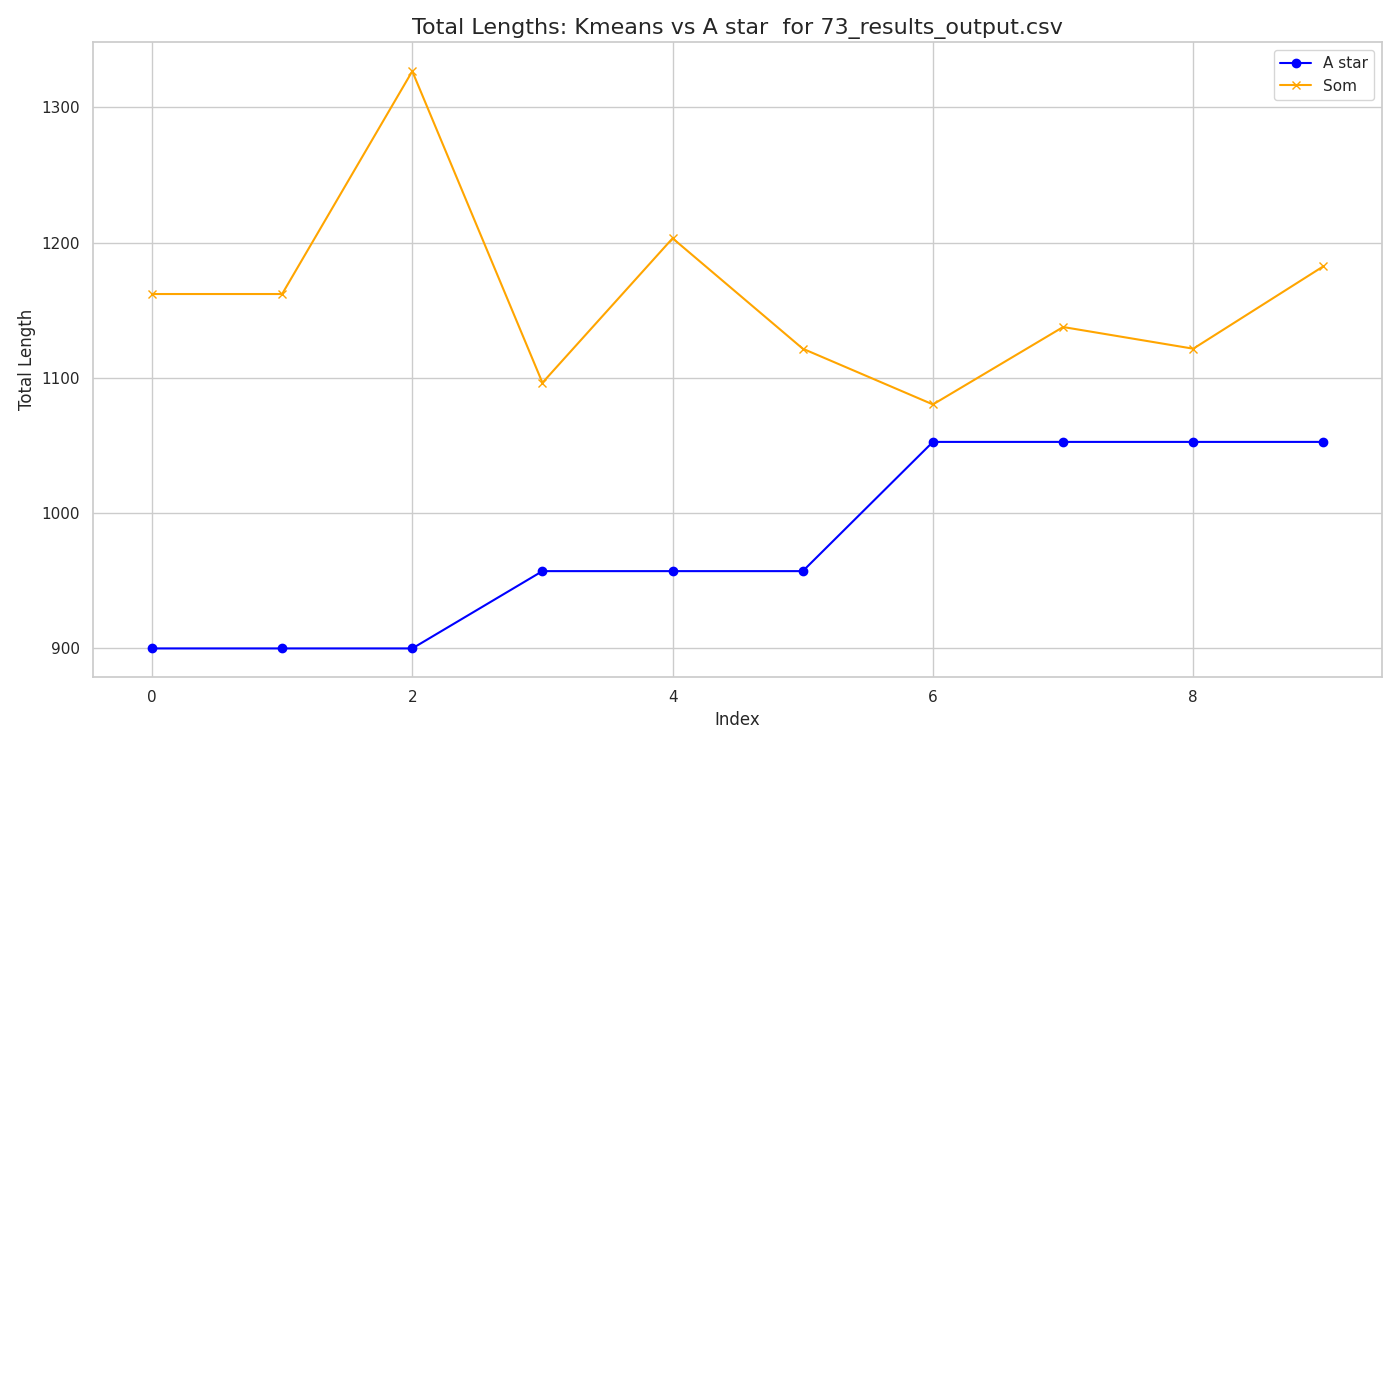 Total Lengths: Kmeans vs A star  for 73_results_output.csv
A star
Som
1300
1200
1100
1000
900
Total Length
0 2 4 6 8
Index